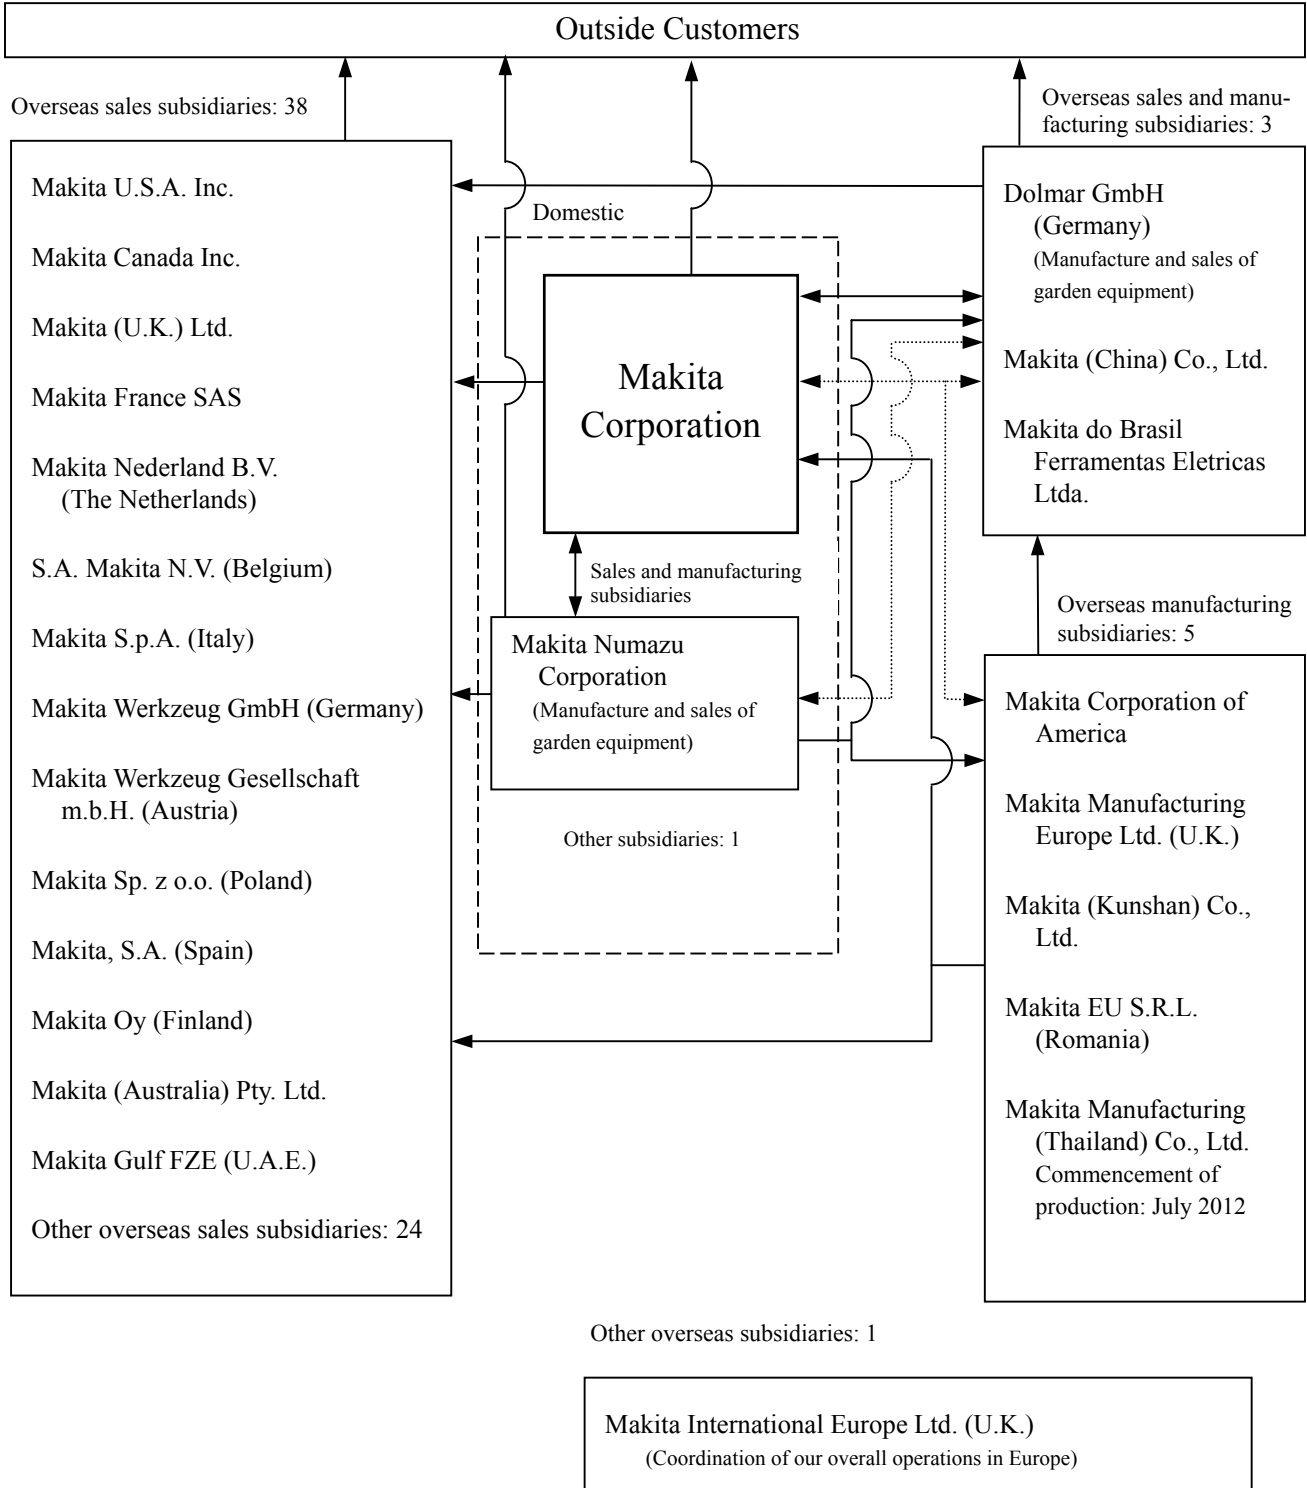 Outside Customers
Overseas sales subsidiaries: 38
Makita U.S.A. Inc.
Makita Canada Inc.
Makita (U.K.) Ltd.
Makita France SAS
Makita Nederland B.V.
(The Netherlands)
S.A. Makita N.V. (Belgium)
Makita S.p.A. (Italy)
Makita Werkzeug GmbH (Germany)
Makita Werkzeug Gesellschaft
m.b.H. (Austria)
Makita Sp. z o.o. (Poland)
Makita, S.A. (Spain)
Makita Oy (Finland)
Makita (Australia) Pty. Ltd.
Makita Gulf FZE (U.A.E.)
Other overseas sales subsidiaries: 24
Domestic
Makita
Corporation
Sales and manufacturing
subsidiaries
Makita Numazu
Corporation
(Manufacture and sales of
garden equipment)
Other subsidiaries: 1
Overseas sales and manu-
facturing subsidiaries: 3
Dolmar GmbH
(Germany)
(Manufacture and sales of
garden equipment)
Makita (China) Co., Ltd.
Makita do Brasil
Ferramentas Eletricas
Ltda.
Overseas manufacturing
subsidiaries: 5
Makita Corporation of
America
Makita Manufacturing
Europe Ltd. (U.K.)
Makita (Kunshan) Co.,
Ltd.
Makita EU S.R.L.
(Romania)
Makita Manufacturing
(Thailand) Co., Ltd.
Commencement of
production: July 2012
Other overseas subsidiaries: 1
Makita International Europe Ltd. (U.K.)
(Coordination of our overall operations in Europe)